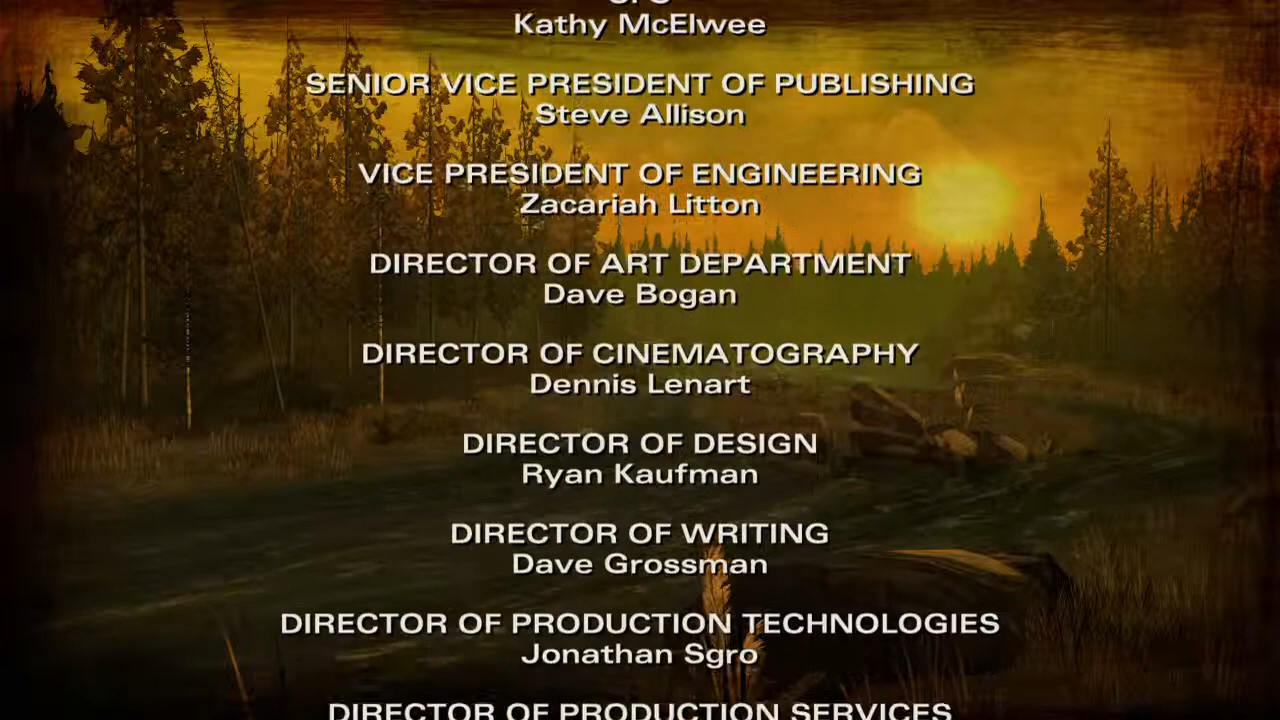 Kathy McElwee
SENIOR VICE PRESIDENT OF PUBLISHING
Steve Allison
VICE PRESIDENT OF ENGINEERING
Zacariah Litton
DIRECTOR OF ART DEPARTMENT
Dave Bogan
DIRECTOR OF CINEMATOGRAPHY
Dennis Lenart
DIRECTOR OF DESIGN
Ryan Kaufman
DIRECTOR OF WRITING
Dave Grossman
DIRECTOR OF PRODUCTION TECHNOLOGIES
Jonathan Sgro
DIRECTOR OF PRODUCTION SERVICES